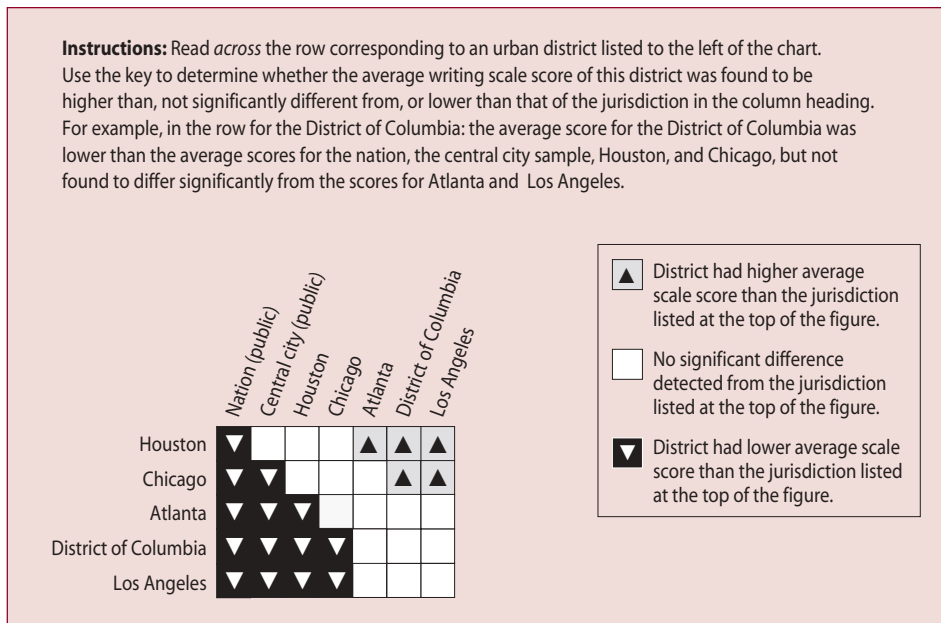 Instructions: Read across the row corresponding to an urban district listed to the left of the chart.
Use the key to determine whether the average writing scale score of this district was found to be
higher than, not significantly different from, or lower than that of the jurisdiction in the column heading.
For example, in the row for the District of Columbia: the average score for the District of Columbia was
lower than the average scores for the nation, the central city sample, Houston, and Chicago, but not
found to differ significantly from the scores for Atlanta and Los Angeles.
Nation (public)
Central city (public)
Houston
Chicago
Atlanta
District of Columbia
Los Angeles
Houston
Chicago
Atlanta
District of Columbia
Los Angeles
District had higher average
scale score than the jurisdiction
listed at the top of the figure.
No significant difference
detected from the jurisdiction
listed at the top of the figure.
District had lower average scale
score than the jurisdiction listed
at the top of the figure.